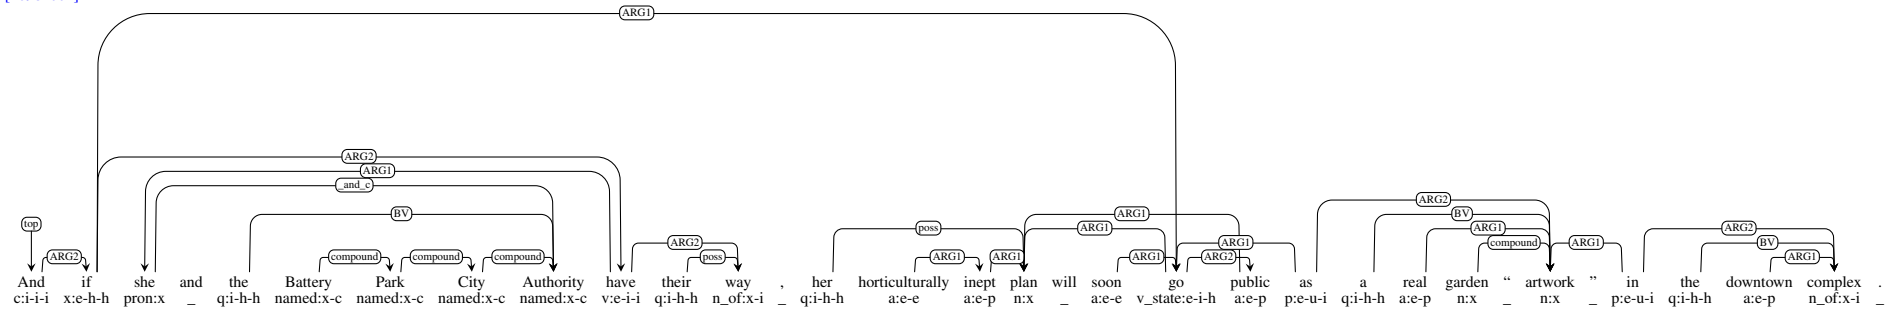 ARG1
ARG2
ARG1
_and_c
ARG2
BV
BV
ARG1
top
poss
ARG1
ARG1
ARG2
ARG2
ARG1
compound
ARG1
BV
ARG2
compound
compound
compound
poss
ARG1
ARG1
ARG1
ARG2
ARG1
And if she and the Battery Park City Authority have their way , her horticulturally inept plan will soon go public as a real garden “ artwork ” in the downtown complex .
c:i-i-i x:e-h-h pron:x _ q:i-h-h named:x-c named:x-c named:x-c named:x-c v:e-i-i q:i-h-h n_of:x-i _ q:i-h-h a:e-e a:e-p n:x _ a:e-e v_state:e-i-h a:e-p p:e-u-i q:i-h-h a:e-p n:x _ n:x _ p:e-u-i q:i-h-h a:e-p n_of:x-i _